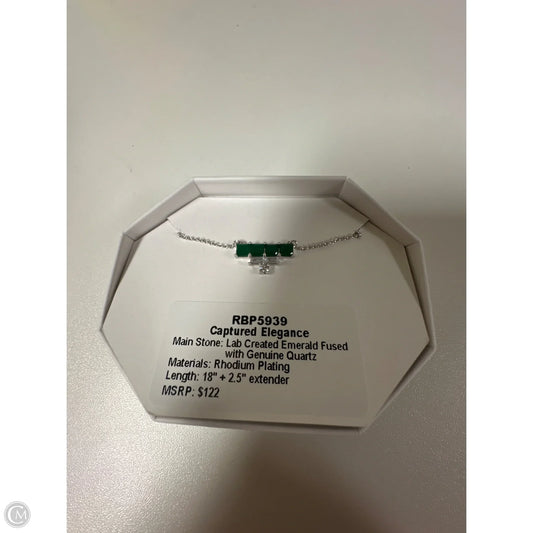 RBP5939
Captured Elegance
Main Stone: Lab Created Emerald Fused
with Genuine Quartz
Materials: Rhodium Plating
Length: 18" + 2.5" extender
MSRP: $122
CM